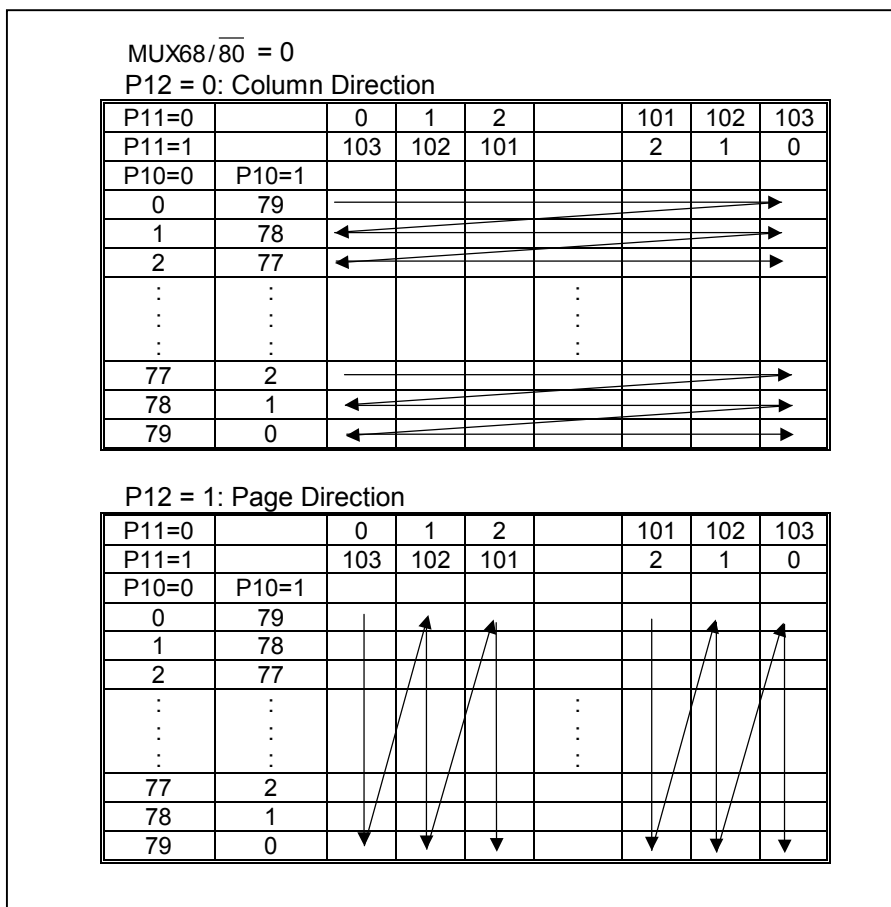 MUX68/80 = 0
P12 = 0: Column Direction
P11=0 0 1 2 101 102 103
P11=1 103 102 101 2 1 0
P10=0 P10=1
0 79
1 78
2 77
: : :
: : :
: : :
77 2
78 1
79 0
P12 = 1: Page Direction
P11=0 0 1 2 101 102 103
P11=1 103 102 101 2 1 0
P10=0 P10=1
0 79
1 78
2 77
: : :
: : :
: : :
77 2
78 1
79 0